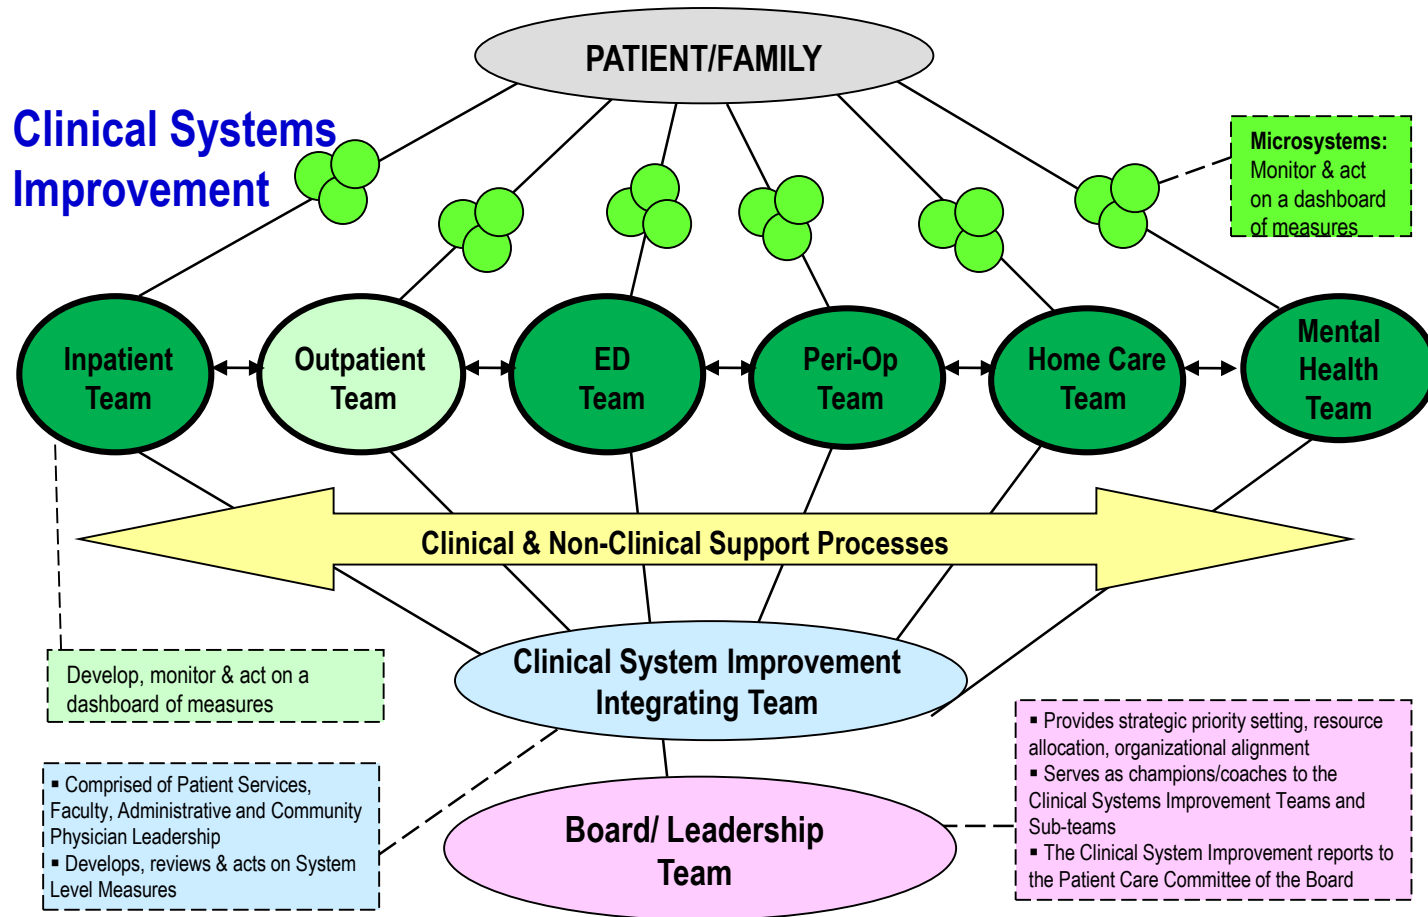 PATIENT/FAMILY
Clinical Systems
Improvement
Microsystems:
Monitor & act
on a dashboard
of measures
Inpatient
Team
Outpatient
Team
ED
Team
Peri-Op
Team
Home Care
Team
Mental
Health
Team
Clinical & Non-Clinical Support Processes
Develop, monitor & act on a
dashboard of measures
Clinical System Improvement
Integrating Team
▪ Comprised of Patient Services,
Faculty, Administrative and Community
Physician Leadership
▪ Develops, reviews & acts on System
Level Measures
Board/ Leadership
Team
▪ Provides strategic priority setting, resource
allocation, organizational alignment
▪ Serves as champions/coaches to the
Clinical Systems Improvement Teams and
Sub-teams
▪ The Clinical System Improvement reports to
the Patient Care Committee of the Board